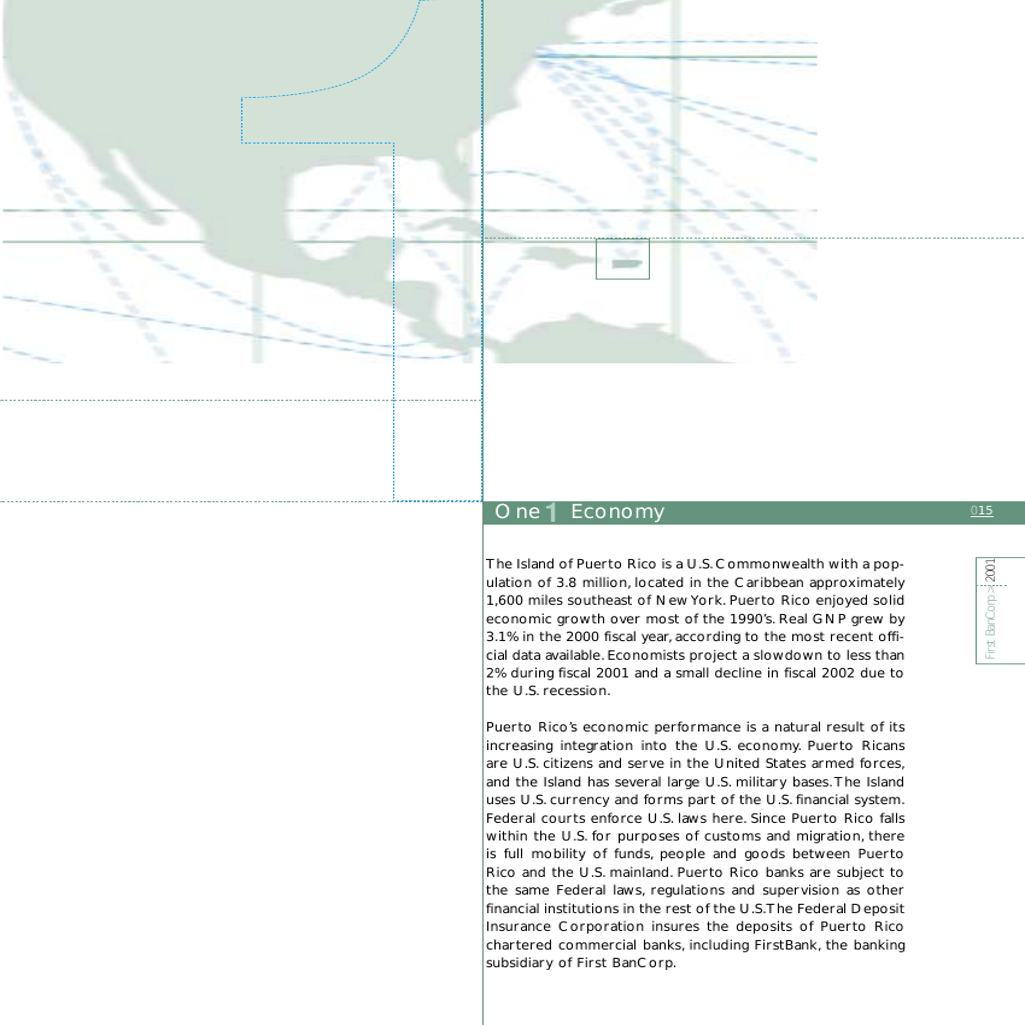 One 1 Economy
015
First BanCorp > 2001
The Island of Puerto Rico is a U.S. Commonwealth with a pop-
ulation of 3.8 million, located in the Caribbean approximately
1,600 miles southeast of New York. Puerto Rico enjoyed solid
economic growth over most of the 1990's. Real GNP grew by
3.1% in the 2000 fiscal year, according to the most recent offi-
cial data available. Economists project a slowdown to less than
2% during fiscal 2001 and a small decline in fiscal 2002 due to
the U.S. recession.
Puerto Rico's economic performance is a natural result of its
increasing integration into the U.S. economy. Puerto Ricans
are U.S. citizens and serve in the United States armed forces,
and the Island has several large U.S. military bases. The Island
uses U.S. currency and forms part of the U.S. financial system.
Federal courts enforce U.S. laws here. Since Puerto Rico falls
within the U.S. for purposes of customs and migration, there
is full mobility of funds, people and goods between Puerto
Rico and the U.S. mainland. Puerto Rico banks are subject to
the same Federal laws, regulations and supervision as other
financial institutions in the rest of the U.S.The Federal Deposit
Insurance Corporation insures the deposits of Puerto Rico
chartered commercial banks, including FirstBank, the banking
subsidiary of First BanCorp.